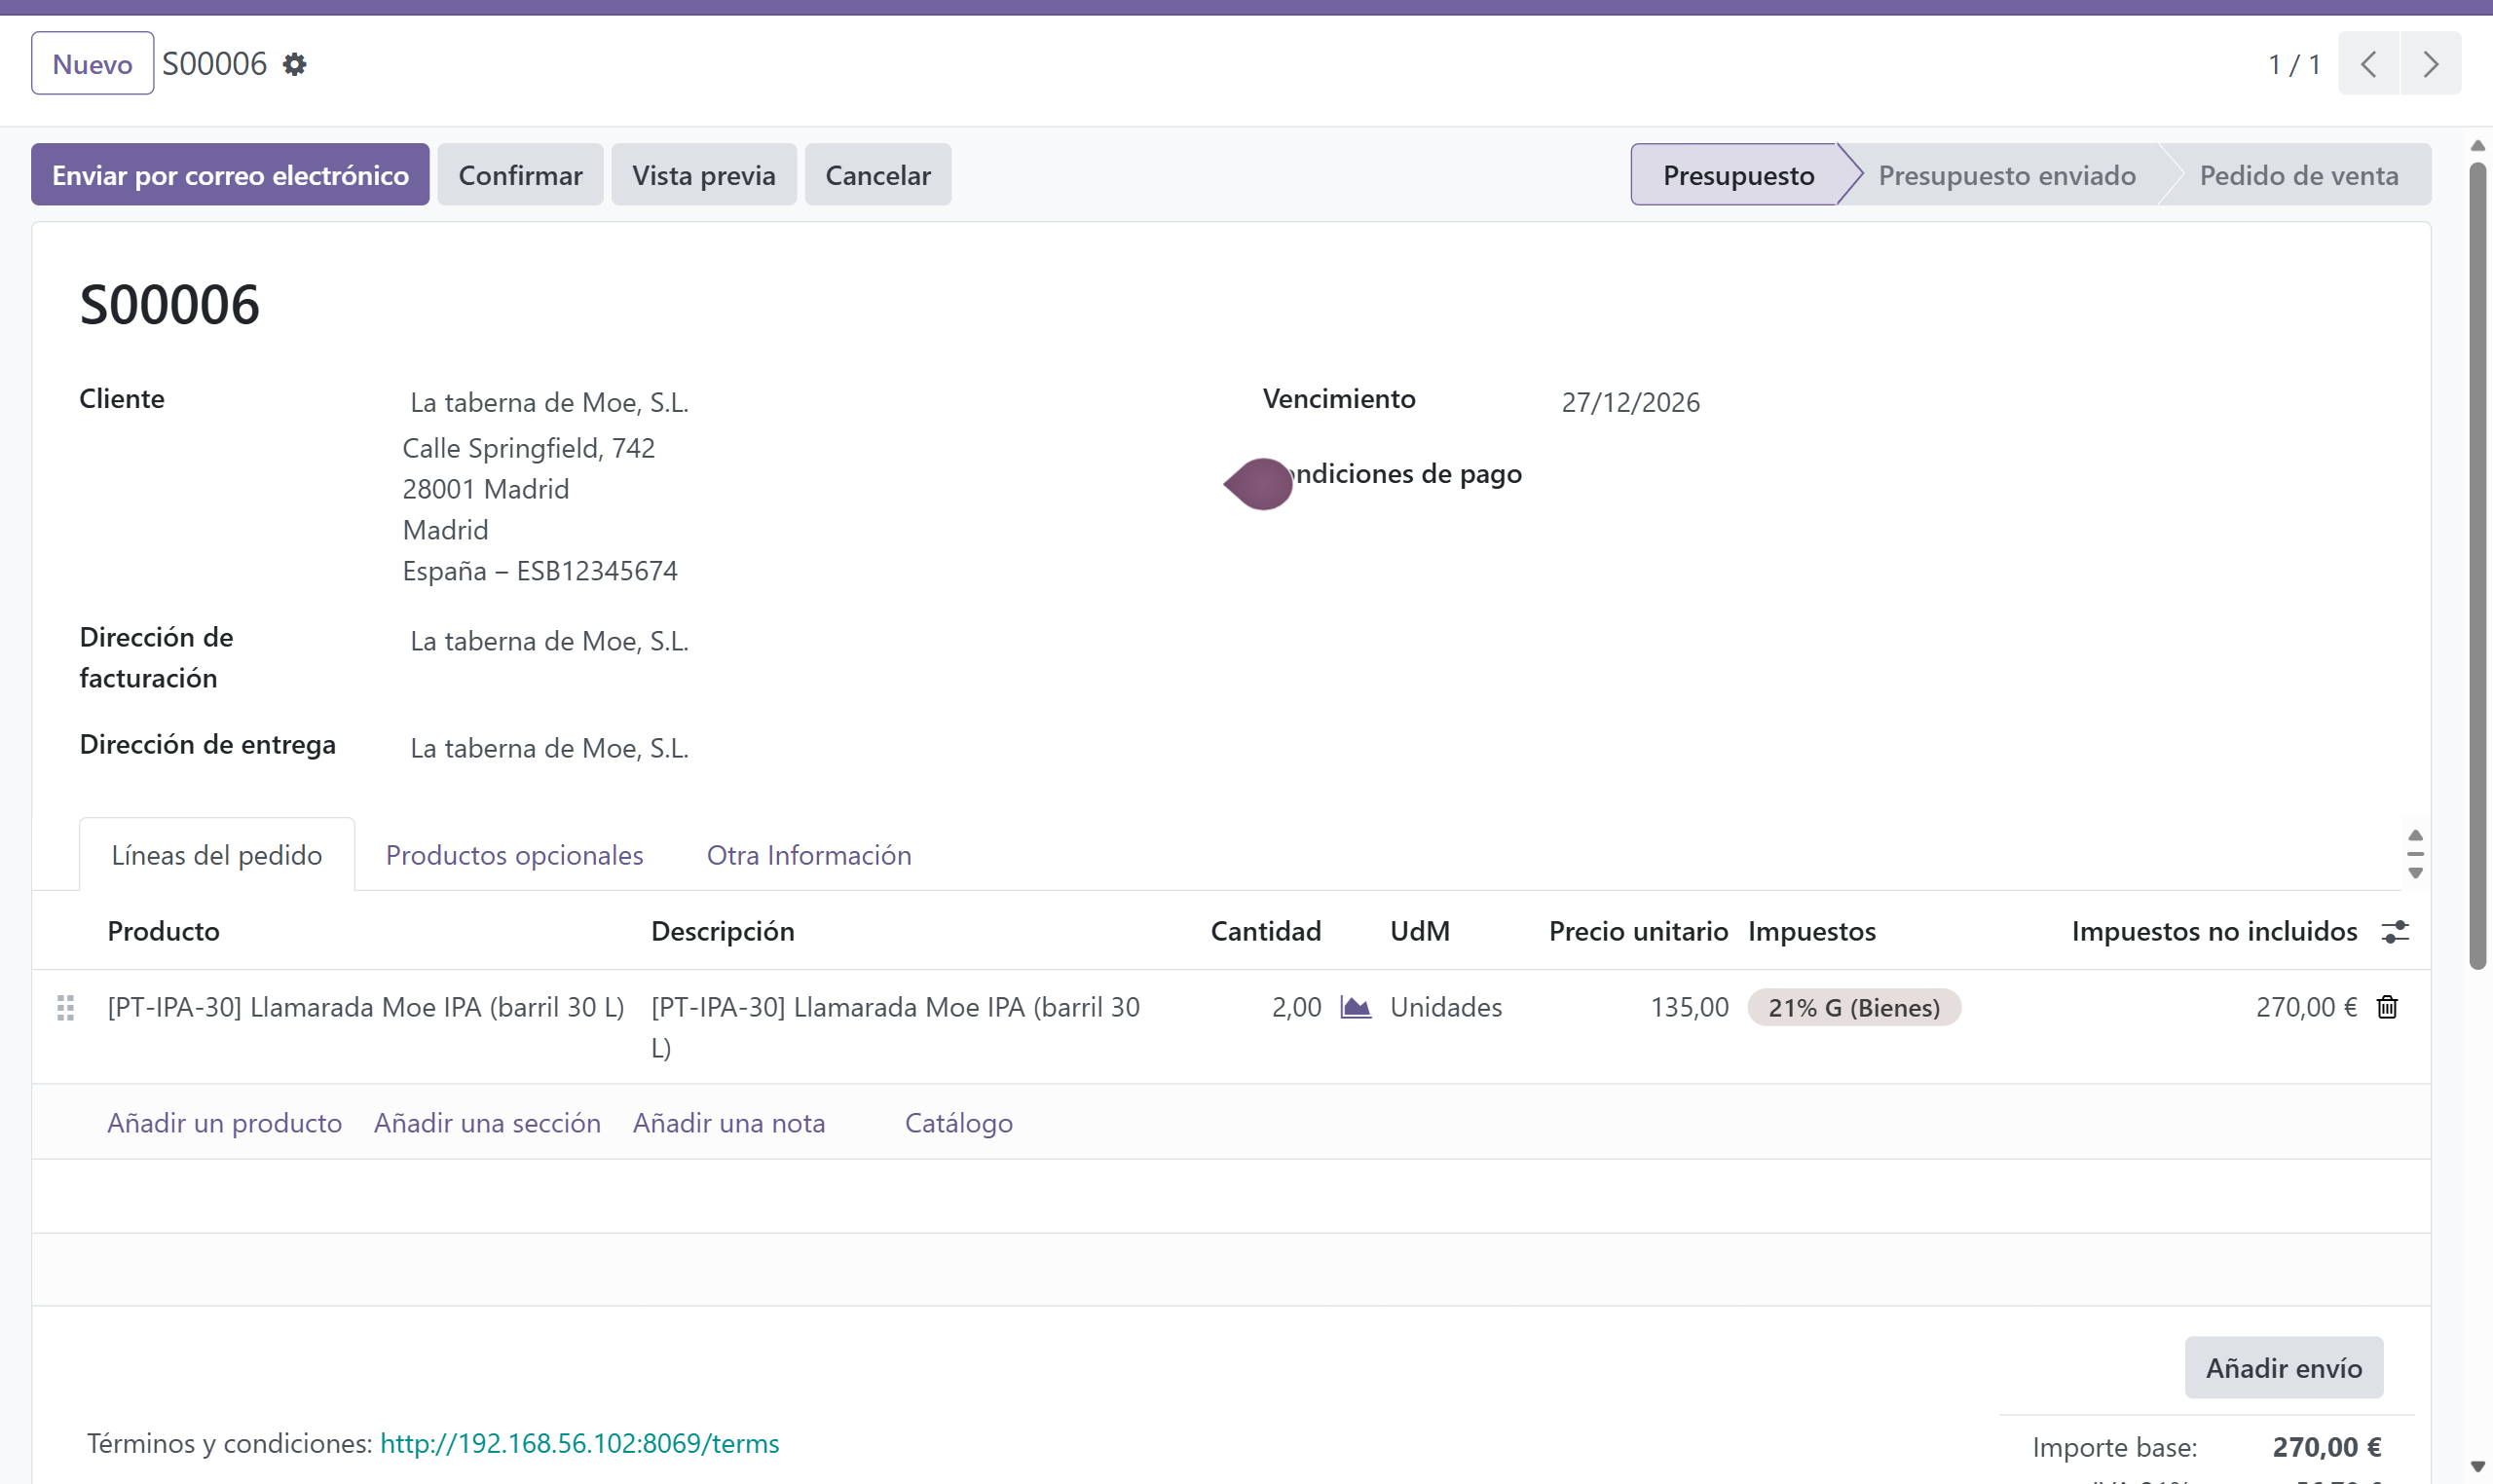 Nuevo S00006 1 / 1
Enviar por correo electrónico Confirmar Vista previa Cancelar Presupuesto Presupuesto enviado Pedido de venta
S00006
Cliente La taberna de Moe, S.L. Vencimiento 27/12/2026
Calle Springfield, 742
ndiciones de pago
28001 Madrid
Madrid
España – ESB12345674
Dirección de La taberna de Moe, S.L.
facturación
Dirección de entrega La taberna de Moe, S.L.
Líneas del pedido Productos opcionales Otra Información
Producto Descripción Cantidad UdM Precio unitario Impuestos Impuestos no incluidos
[PT-IPA-30] Llamarada Moe IPA (barril 30 L) [PT-IPA-30] Llamarada Moe IPA (barril 30 2,00 Unidades 135,00 21% G (Bienes) 270,00 €
L)
Añadir un producto Añadir una sección Añadir una nota Catálogo
Añadir envío
Términos y condiciones: http://192.168.56.102:8069/terms
Importe base: 270,00 €